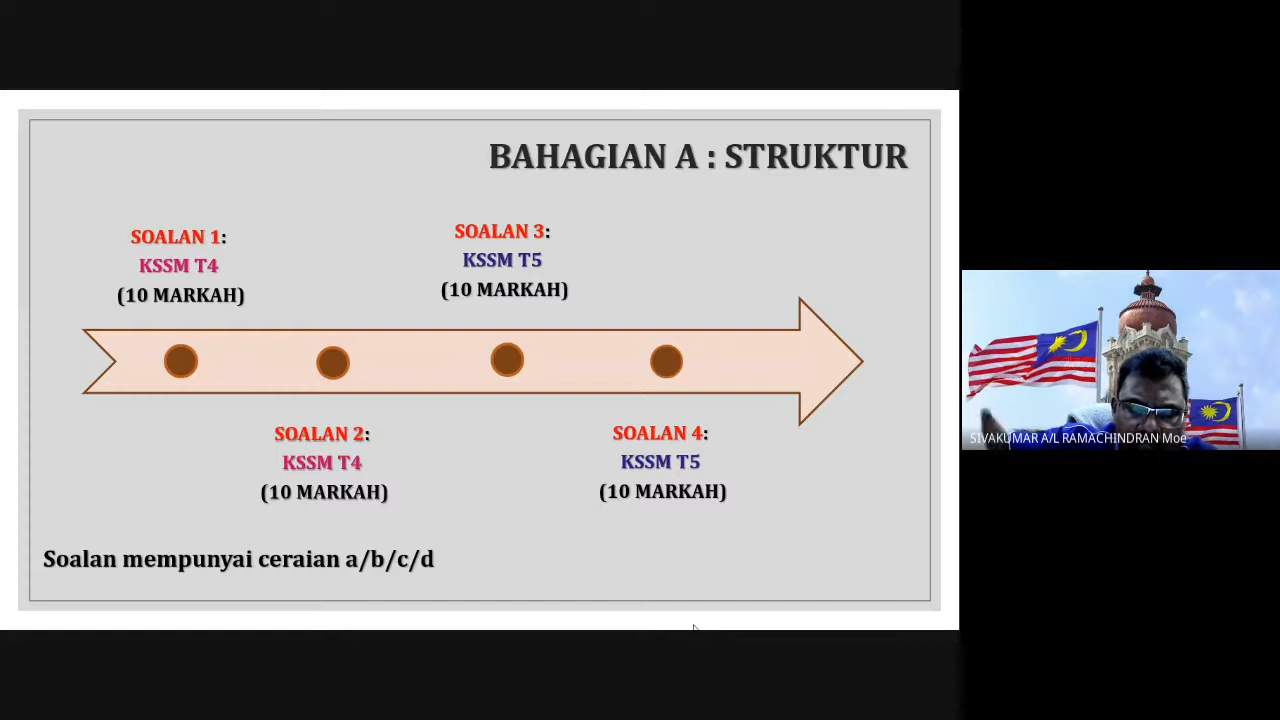 BAHAGIAN A : STRUKTUR
SOALAN 1:
KSSM T4
(10 MARKAH)
SOALAN 3:
KSSM T5
(10 MARKAH)
SOALAN 2:
KSSM T4
(10 MARKAH)
SOALAN 4:
KSSM T5
(10 MARKAH)
Soalan mempunyai ceraian a/b/c/d
SIVAKUMAR A/L RAMACHINDRAN Moe